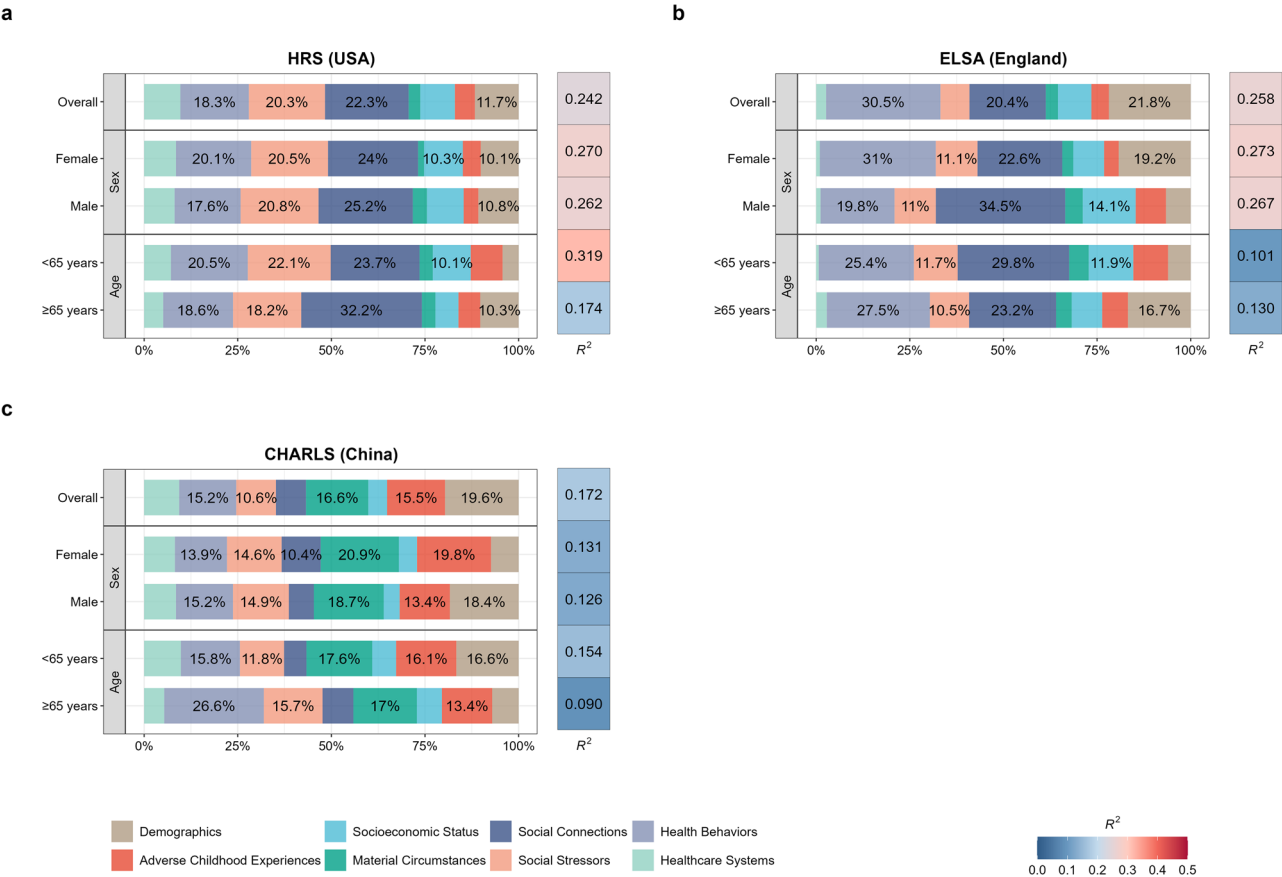 a
HRS (USA)
Overall
18.3% 20.3% 22.3% 11.7%
0.242
Sex
Female
20.1% 20.5% 24% 10.3% 10.1%
0.270
Male
17.6% 20.8% 25.2% 10.8%
0.262
Age
<65 years
20.5% 22.1% 23.7% 10.1%
0.319
≥65 years
18.6% 18.2% 32.2% 10.3%
0.174
0% 25% 50% 75% 100%
R²
b
ELSA (England)
Overall
30.5% 20.4% 21.8%
0.258
Sex
Female
31% 11.1% 22.6% 19.2%
0.273
Male
19.8% 11% 34.5% 14.1%
0.267
Age
<65 years
25.4% 11.7% 29.8% 11.9%
0.101
≥65 years
27.5% 10.5% 23.2% 16.7%
0.130
0% 25% 50% 75% 100%
R²
c
CHARLS (China)
Overall
15.2% 10.6% 16.6% 15.5% 19.6%
0.172
Sex
Female
13.9% 14.6% 10.4% 20.9% 19.8%
0.131
Male
15.2% 14.9% 18.7% 13.4% 18.4%
0.126
Age
<65 years
15.8% 11.8% 17.6% 16.1% 16.6%
0.154
≥65 years
26.6% 15.7% 17% 13.4%
0.090
0% 25% 50% 75% 100%
R²
Demographics Socioeconomic Status Social Connections Health Behaviors
Adverse Childhood Experiences Material Circumstances Social Stressors Healthcare Systems
R²
0.0 0.1 0.2 0.3 0.4 0.5